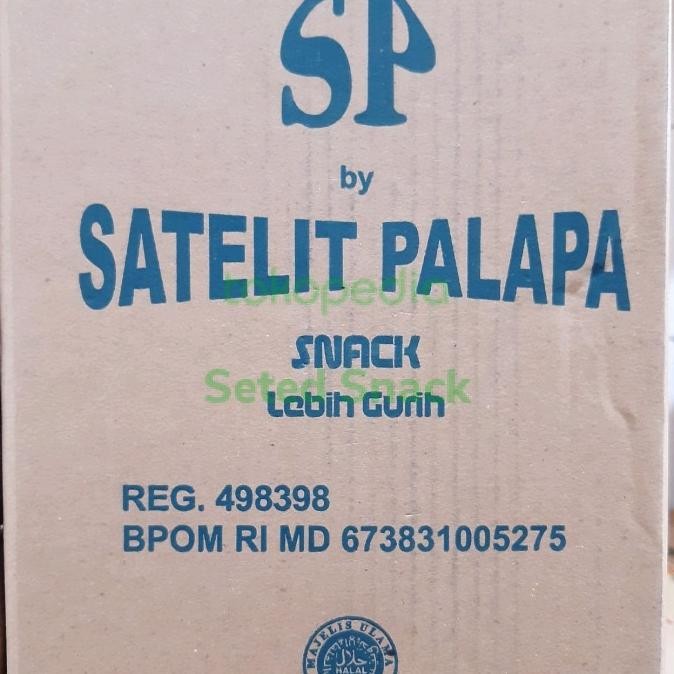 SP
by
SATELIT PALAPA
tokopedia
SNACK
Seted Snack
Lebih Gurih
REG. 498398
BPOM RI MD 673831005275
MAJELIS ULAMA
حلال
HALAL